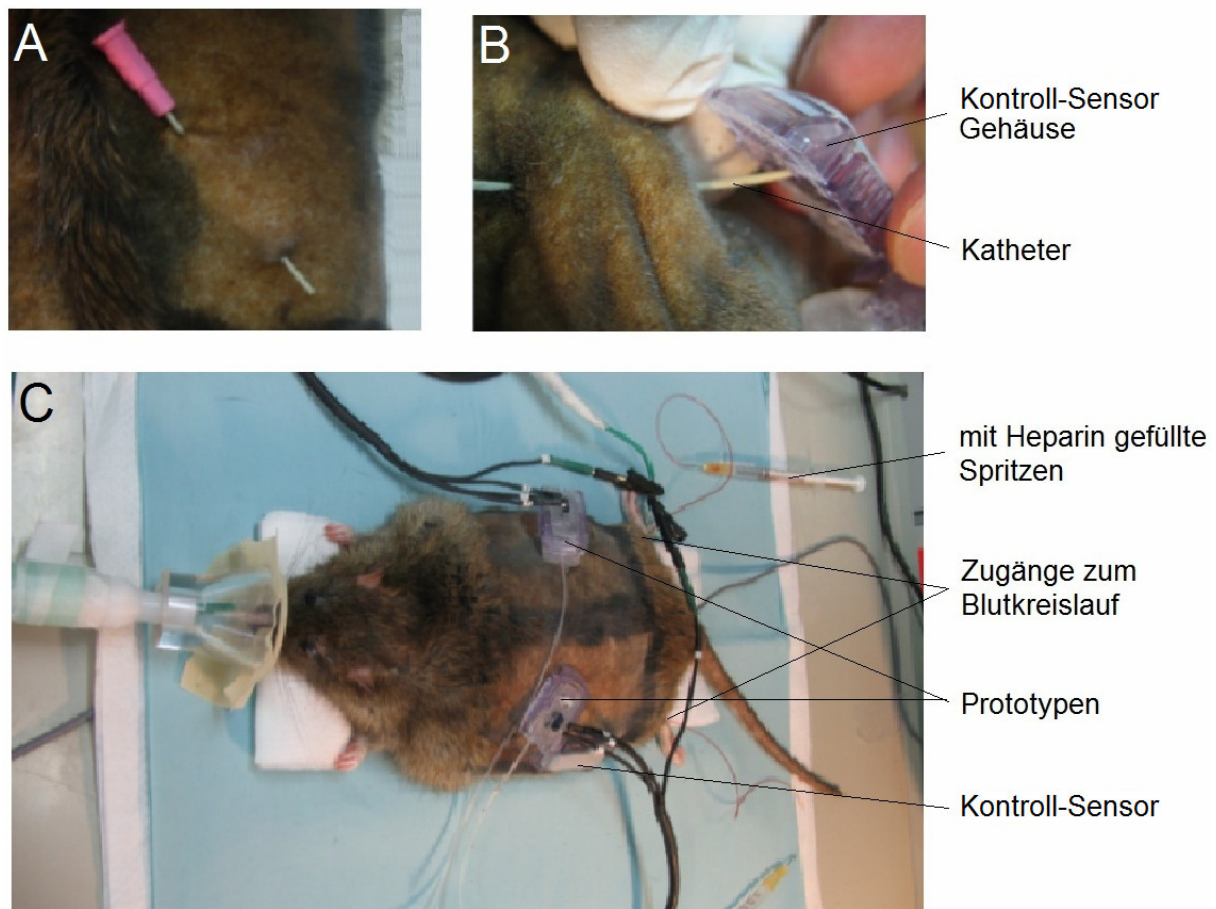 A
B
Kontroll-Sensor
Gehäuse
Katheter
C
mit Heparin gefüllte
Spritzen
Zugänge zum
Blutkreislauf
Prototypen
Kontroll-Sensor